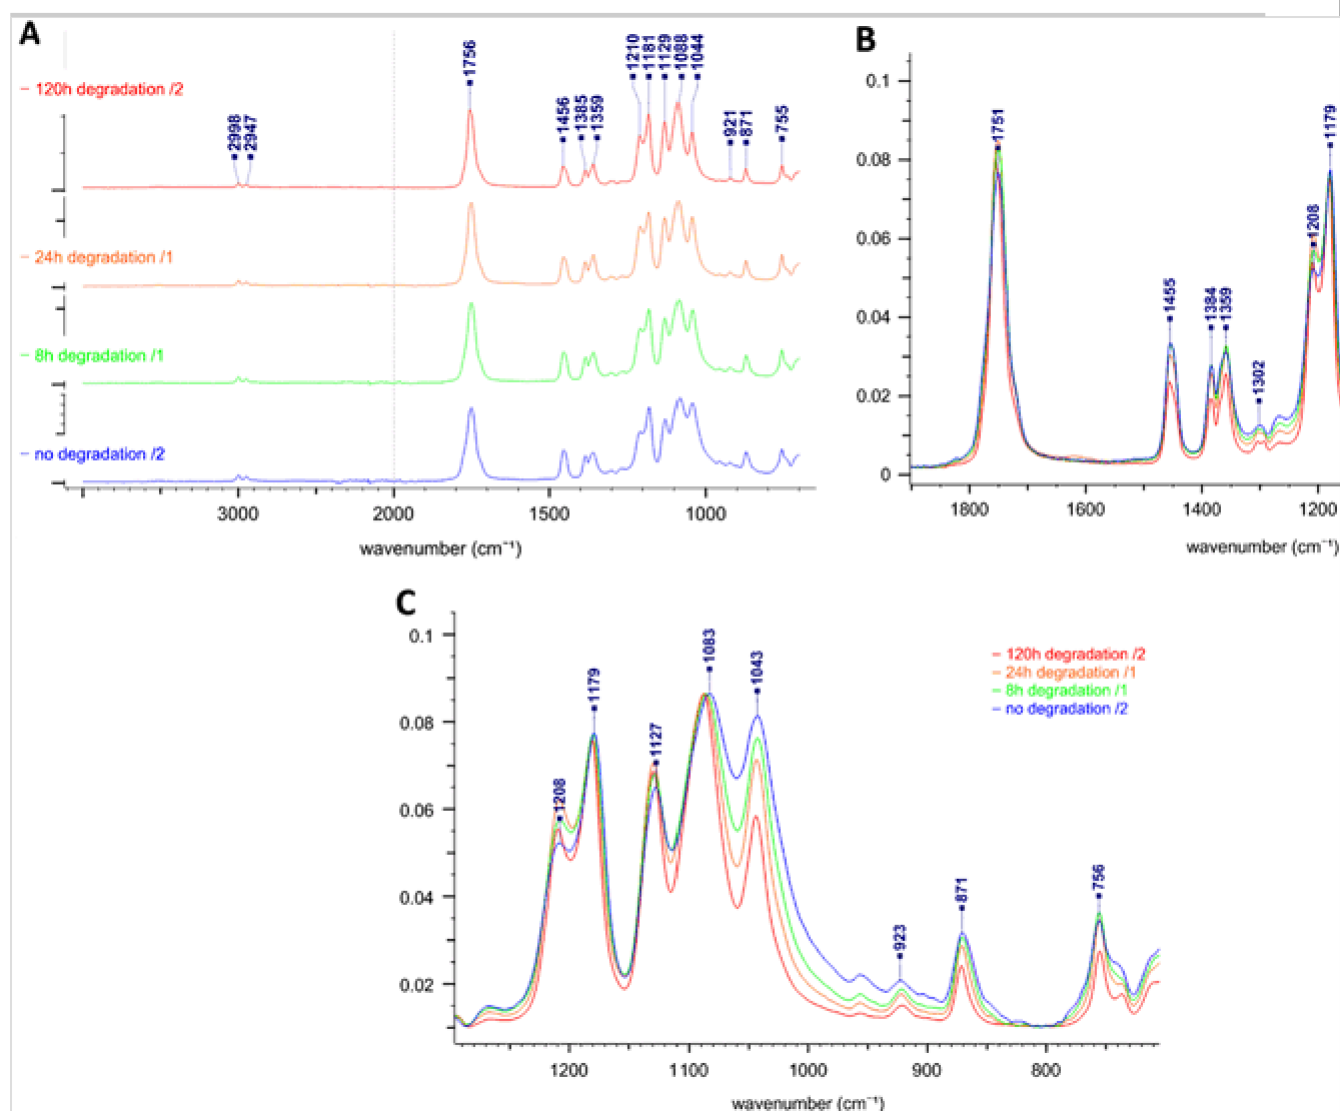 A
1756
1210
1181
1129
1088
1044
– 120h degradation /2
2998
2947
1456
1385
1359
921
871
755
– 24h degradation /1
– 8h degradation /1
– no degradation /2
3000 2000 1500 1000
wavenumber (cm⁻¹)
B
0.1
0.08
0.06
0.04
0.02
0
1751
1455
1384
1359
1302
1208
1179
1800 1600 1400 1200
wavenumber (cm⁻¹)
C
0.1
0.08
0.06
0.04
0.02
1208
1179
1127
1083
1043
923
871
756
– 120h degradation /2
– 24h degradation /1
– 8h degradation /1
– no degradation /2
1200 1100 1000 900 800
wavenumber (cm⁻¹)